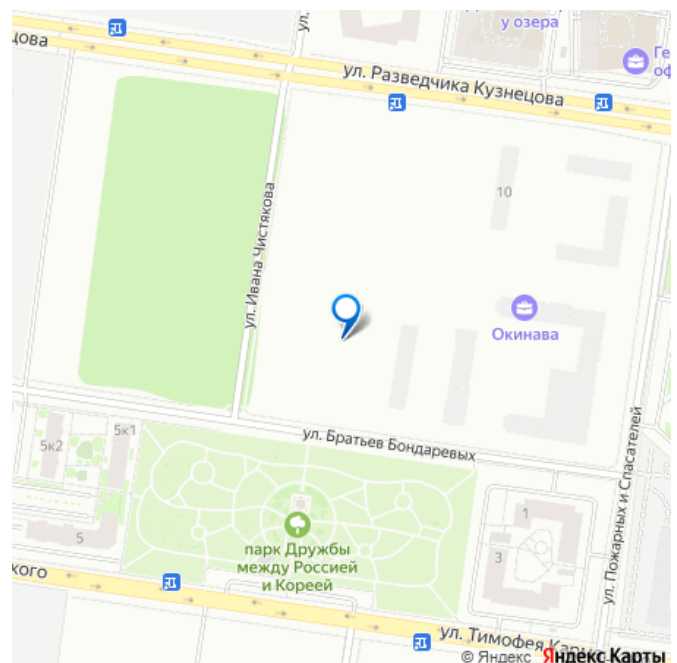 у озера
ул.
цова
ул. Разведчика Кузнецова
Ге
оф
10
ул. Ивана Чистякова
Окинава
ул. Братьев Бондаревых
5к1
5к2
ул. Пожарных и Спасателей
1
3
5
парк Дружбы
между Россией
и Кореей
кого
ул. Тимофея Карма
© Яндекс Яндекс Карты